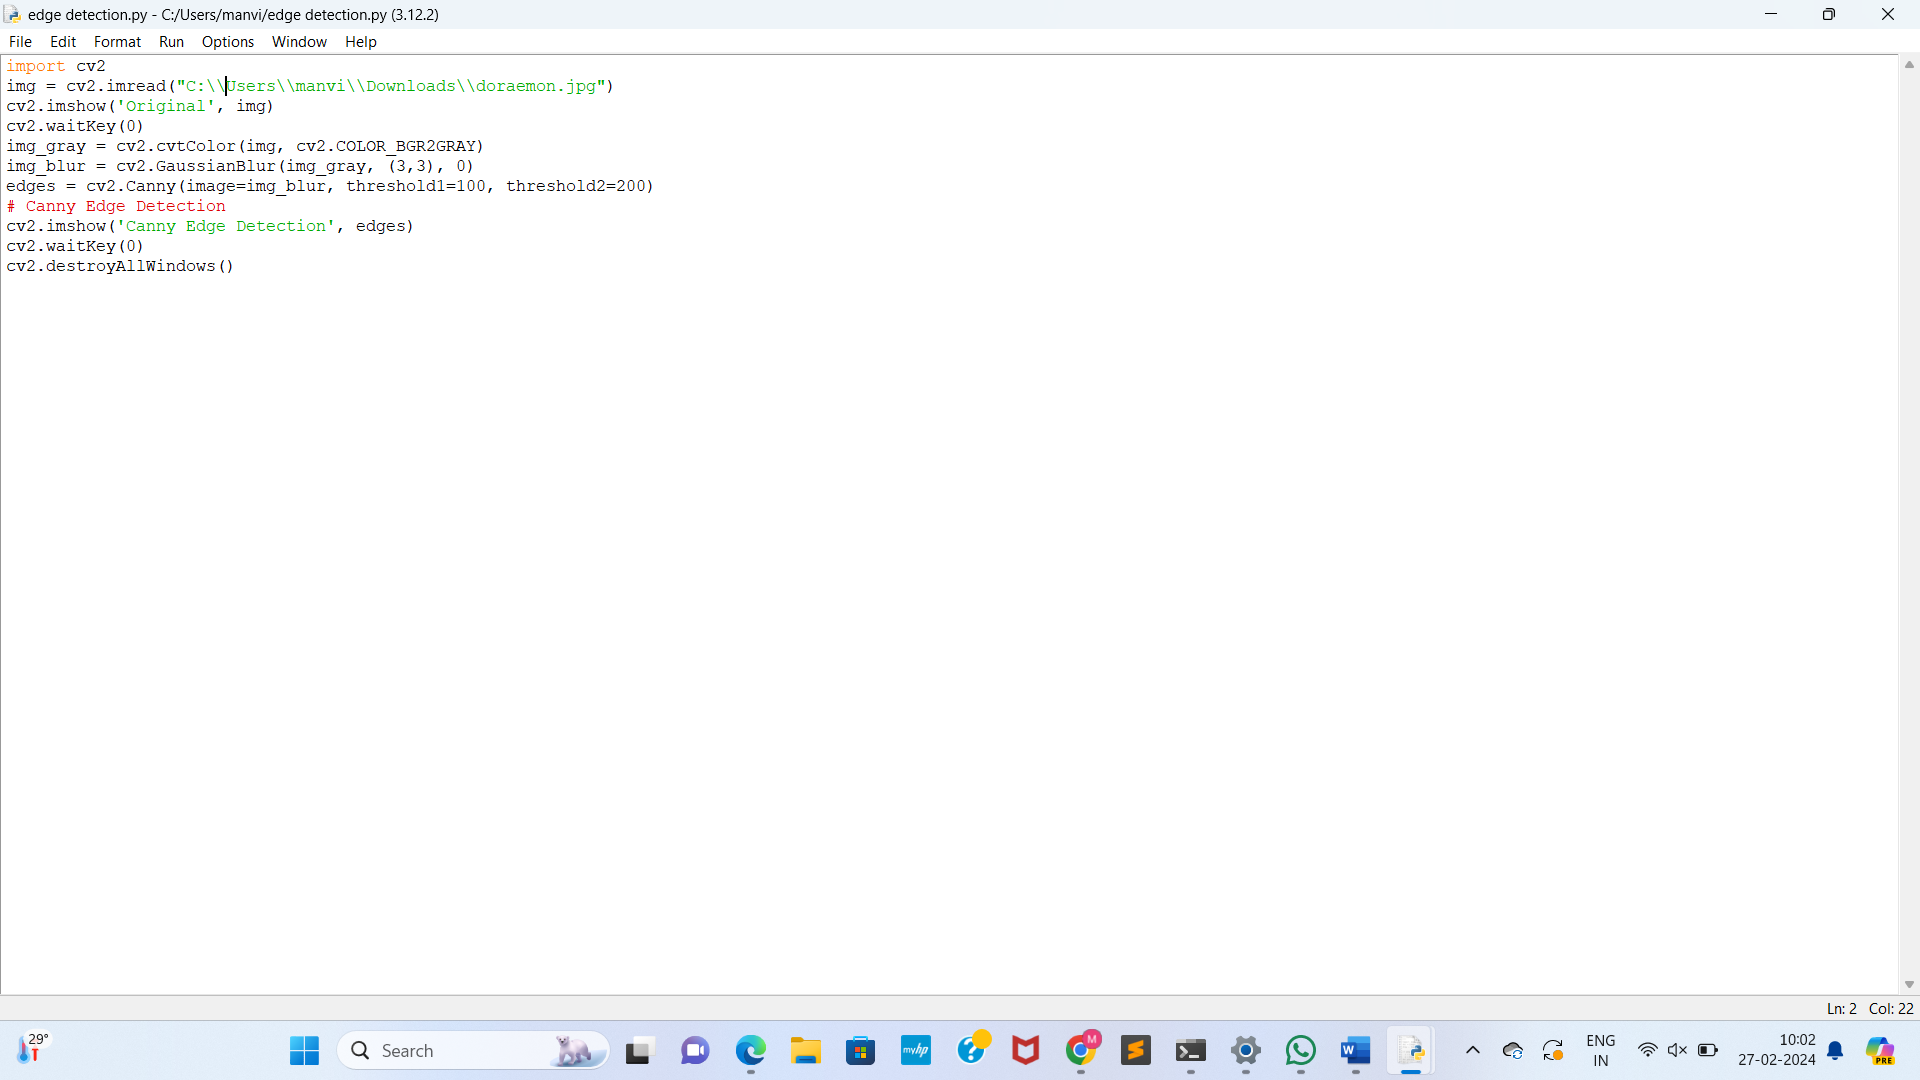 edge detection.py - C:/Users/manvi/edge detection.py (3.12.2)
File Edit Format Run Options Window Help
import cv2
img = cv2.imread("C:\\Users\\manvi\\Downloads\\doraemon.jpg")
cv2.imshow('Original', img)
cv2.waitKey(0)
img_gray = cv2.cvtColor(img, cv2.COLOR_BGR2GRAY)
img_blur = cv2.GaussianBlur(img_gray, (3,3), 0)
edges = cv2.Canny(image=img_blur, threshold1=100, threshold2=200)
# Canny Edge Detection
cv2.imshow('Canny Edge Detection', edges)
cv2.waitKey(0)
cv2.destroyAllWindows()
Ln: 2 Col: 22
29°
Search
myhp
M
W
ENG
IN
10:02
27-02-2024
PRE